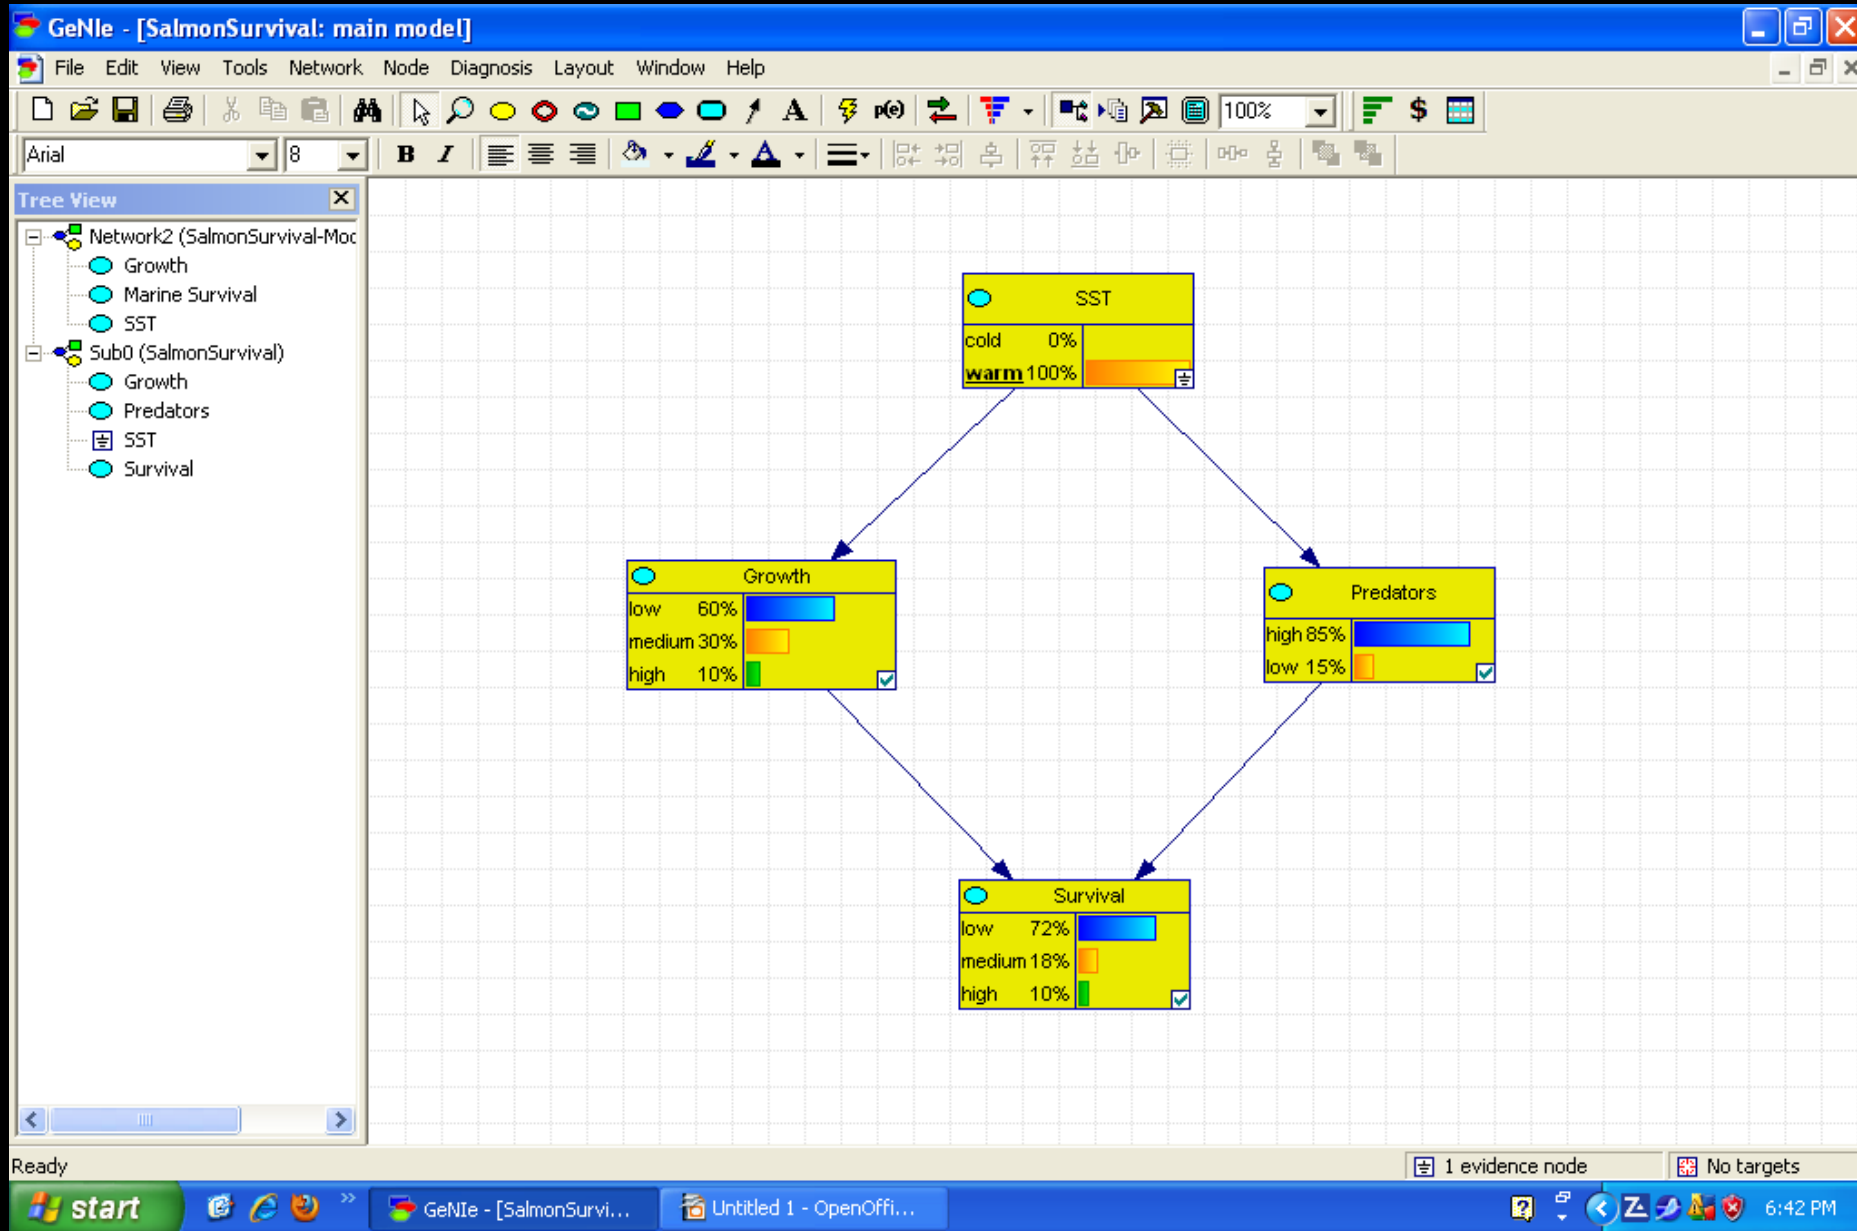 GeNIe - [SalmonSurvival: main model]
File Edit View Tools Network Node Diagnosis Layout Window Help
A p(e) 100% $
Arial 8 B I A
Tree View
Network2 (SalmonSurvival-Moc
Growth
Marine Survival
SST
Sub0 (SalmonSurvival)
Growth
Predators
SST
Survival
SST
cold 0%
warm 100%
Growth
low 60%
medium 30%
high 10%
Predators
high 85%
low 15%
Survival
low 72%
medium 18%
high 10%
Ready 1 evidence node No targets
start GeNIe - [SalmonSurvi... Untitled 1 - OpenOffi... 6:42 PM